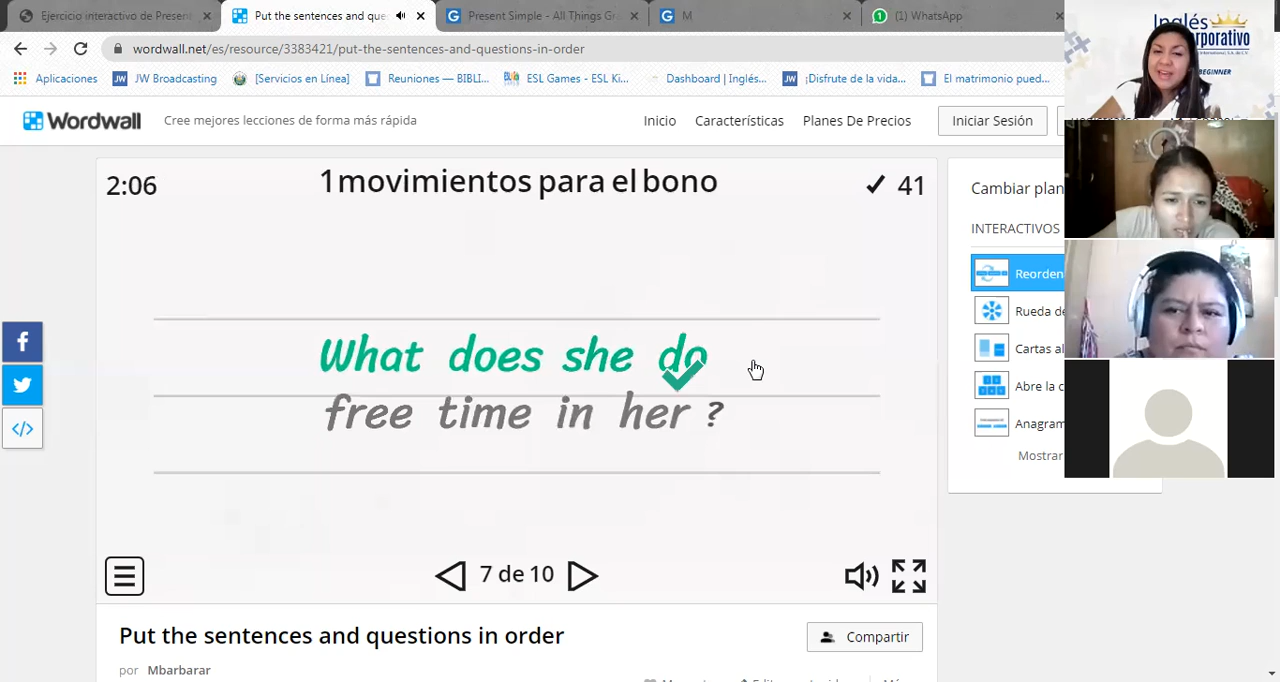 Ejercicio interactivo de Present
Put the sentences and que
Present Simple - All Things Gr
M
(1) WhatsApp
wordwall.net/es/resource/3383421/put-the-sentences-and-questions-in-order
Aplicaciones
JW Broadcasting
[Servicios en Línea]
Reuniones — BIBLI...
ESL Games - ESL Ki...
Dashboard | Inglés...
¡Disfrute de la vida...
El matrimonio pued...
Inglés
orporativo
BEGINNER
Wordwall
Cree mejores lecciones de forma más rápida
Inicio
Características
Planes De Precios
Iniciar Sesión
2:06
1movimientos para el bono
✔ 41
What does she do
free time in her ?
7 de 10
Cambiar plan
INTERACTIVOS
Reorden
Rueda de
Cartas al
Abre la c
Anagram
Mostrar
Put the sentences and questions in order
Compartir
por Mbarbarar